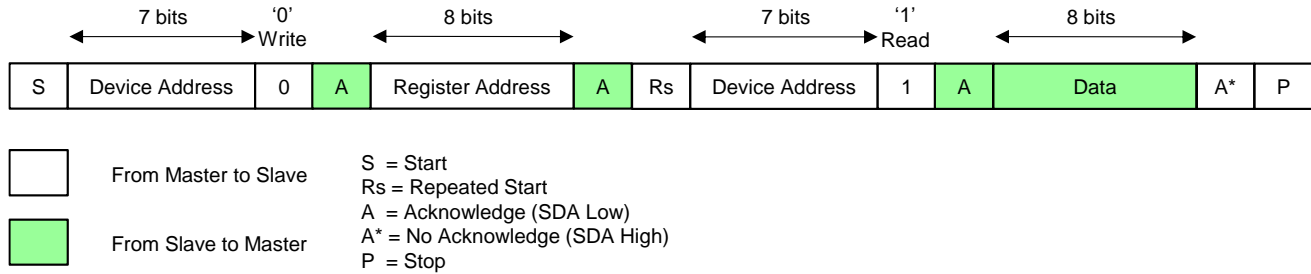 7 bits ‘0’ 8 bits 7 bits ‘1’ 8 bits
Write Read
S Device Address 0 A Register Address A Rs Device Address 1 A Data A* P
From Master to Slave
From Slave to Master
S = Start
Rs = Repeated Start
A = Acknowledge (SDA Low)
A* = No Acknowledge (SDA High)
P = Stop